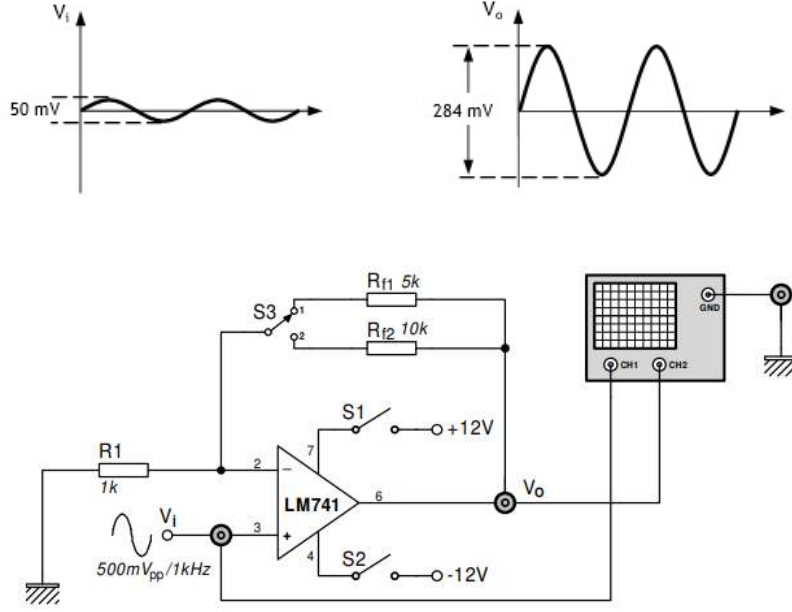 Vi
Vo
50 mV
284 mV
Rf1 5k
S3
1
Rf2 10k
2
GND
CH1
CH2
S1
+12V
7
R1
1k
2
−
LM741
6
Vo
Vi
3
+
4
500mVpp/1kHz
S2
-12V